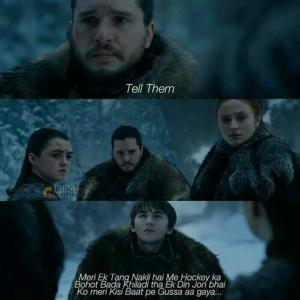 Tell Them
Meri Ek Tang Nakli hai Me Hockey ka
Bohot Bada Khiladi tha Ek Din Jon bhai
Ko meri Kisi Baat pe Gussa aa gaya...